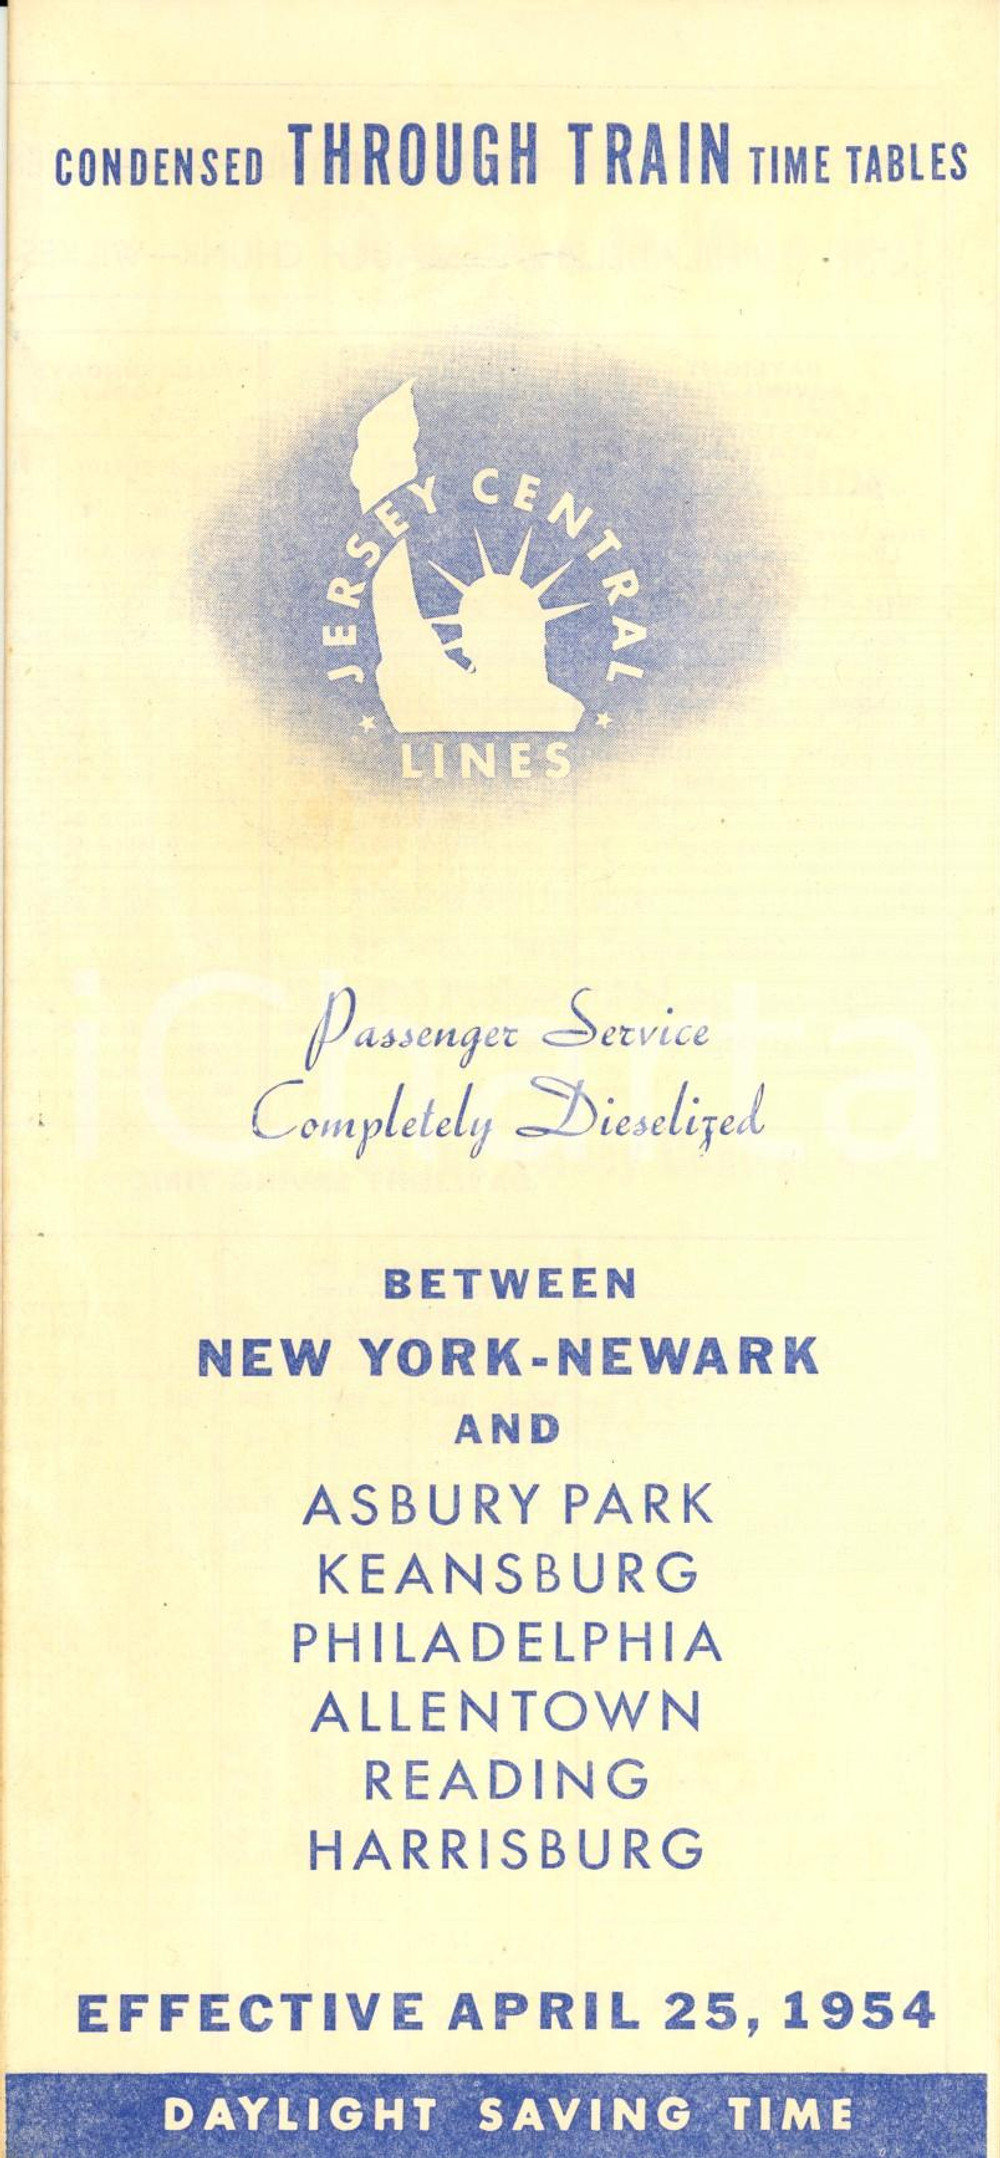 CONDENSED THROUGH TRAIN TIME TABLES
JERSEY CENTRAL
LINES
Passenger Service
Completely Dieselized
iCharta
BETWEEN
NEW YORK-NEWARK
AND
ASBURY PARK
KEANSBURG
PHILADELPHIA
ALLENTOWN
READING
HARRISBURG
EFFECTIVE APRIL 25, 1954
DAYLIGHT SAVING TIME